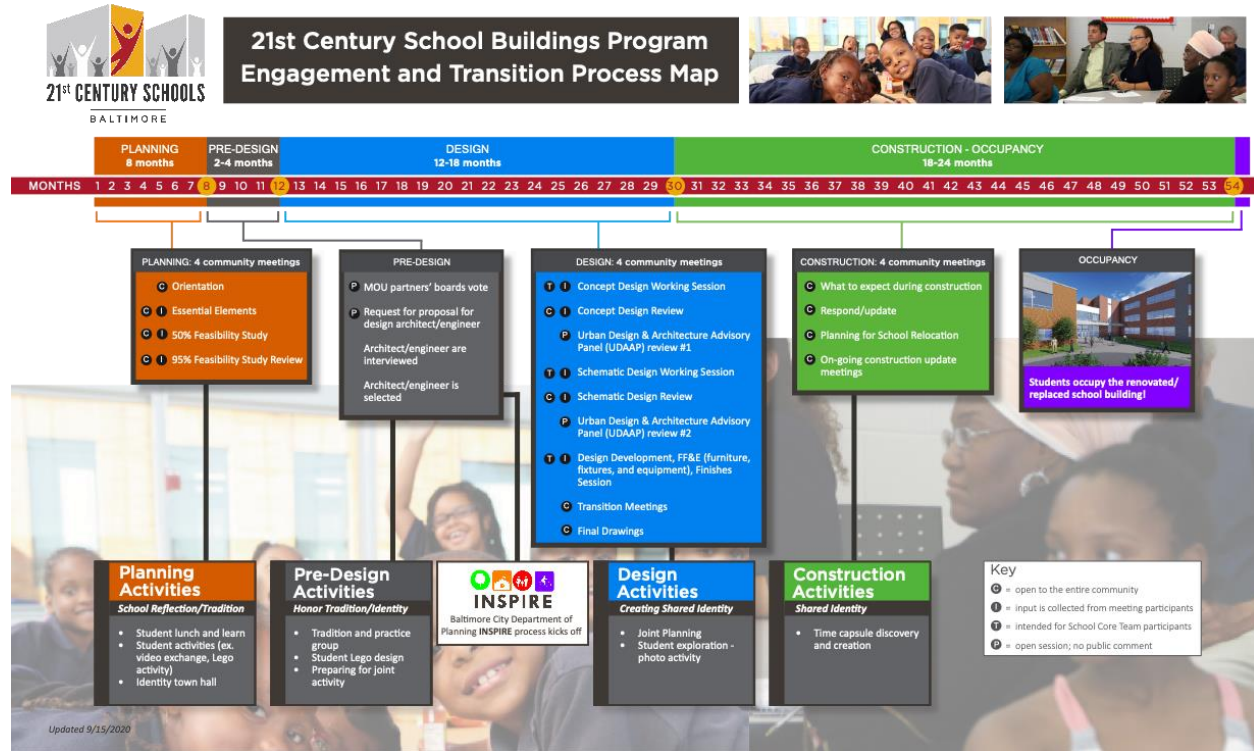 21st CENTURY SCHOOLS
BALTIMORE
21st Century School Buildings Program
Engagement and Transition Process Map
PLANNING
8 months
PRE-DESIGN
2-4 months
DESIGN
12-18 months
CONSTRUCTION - OCCUPANCY
18-24 months
MONTHS 1 2 3 4 5 6 7 8 9 10 11 12 13 14 15 16 17 18 19 20 21 22 23 24 25 26 27 28 29 30 31 32 33 34 35 36 37 38 39 40 41 42 43 44 45 46 47 48 49 50 51 52 53 54
PLANNING: 4 community meetings
C Orientation
C I Essential Elements
C I 50% Feasibility Study
C I 95% Feasibility Study Review
PRE-DESIGN
P MOU partners' boards vote
P Request for proposal for
design architect/engineer
Architect/engineer are
interviewed
Architect/engineer is
selected
DESIGN: 4 community meetings
T I Concept Design Working Session
C I Concept Design Review
P Urban Design & Architecture Advisory
Panel (UDAAP) review #1
T I Schematic Design Working Session
C I Schematic Design Review
P Urban Design & Architecture Advisory
Panel (UDAAP) review #2
T I Design Development, FF&E (furniture,
fixtures, and equipment), Finishes
Session
C Transition Meetings
C Final Drawings
CONSTRUCTION: 4 community meetings
C What to expect during construction
C Respond/update
C Planning for School Relocation
C On-going construction update
meetings
OCCUPANCY
Students occupy the renovated/
replaced school building!
Planning
Activities
School Reflection/Tradition
• Student lunch and learn
• Student activities (ex.
video exchange, Lego
activity)
• Identity town hall
Pre-Design
Activities
Honor Tradition/Identity
• Tradition and practice
group
• Student Lego design
• Preparing for joint
activity
INSPIRE
Baltimore City Department of
Planning INSPIRE process kicks off
Design
Activities
Creating Shared Identity
• Joint Planning
• Student exploration -
photo activity
Construction
Activities
Shared Identity
• Time capsule discovery
and creation
Key
C = open to the entire community
I = input is collected from meeting participants
T = intended for School Core Team participants
P = open session; no public comment
Updated 9/15/2020